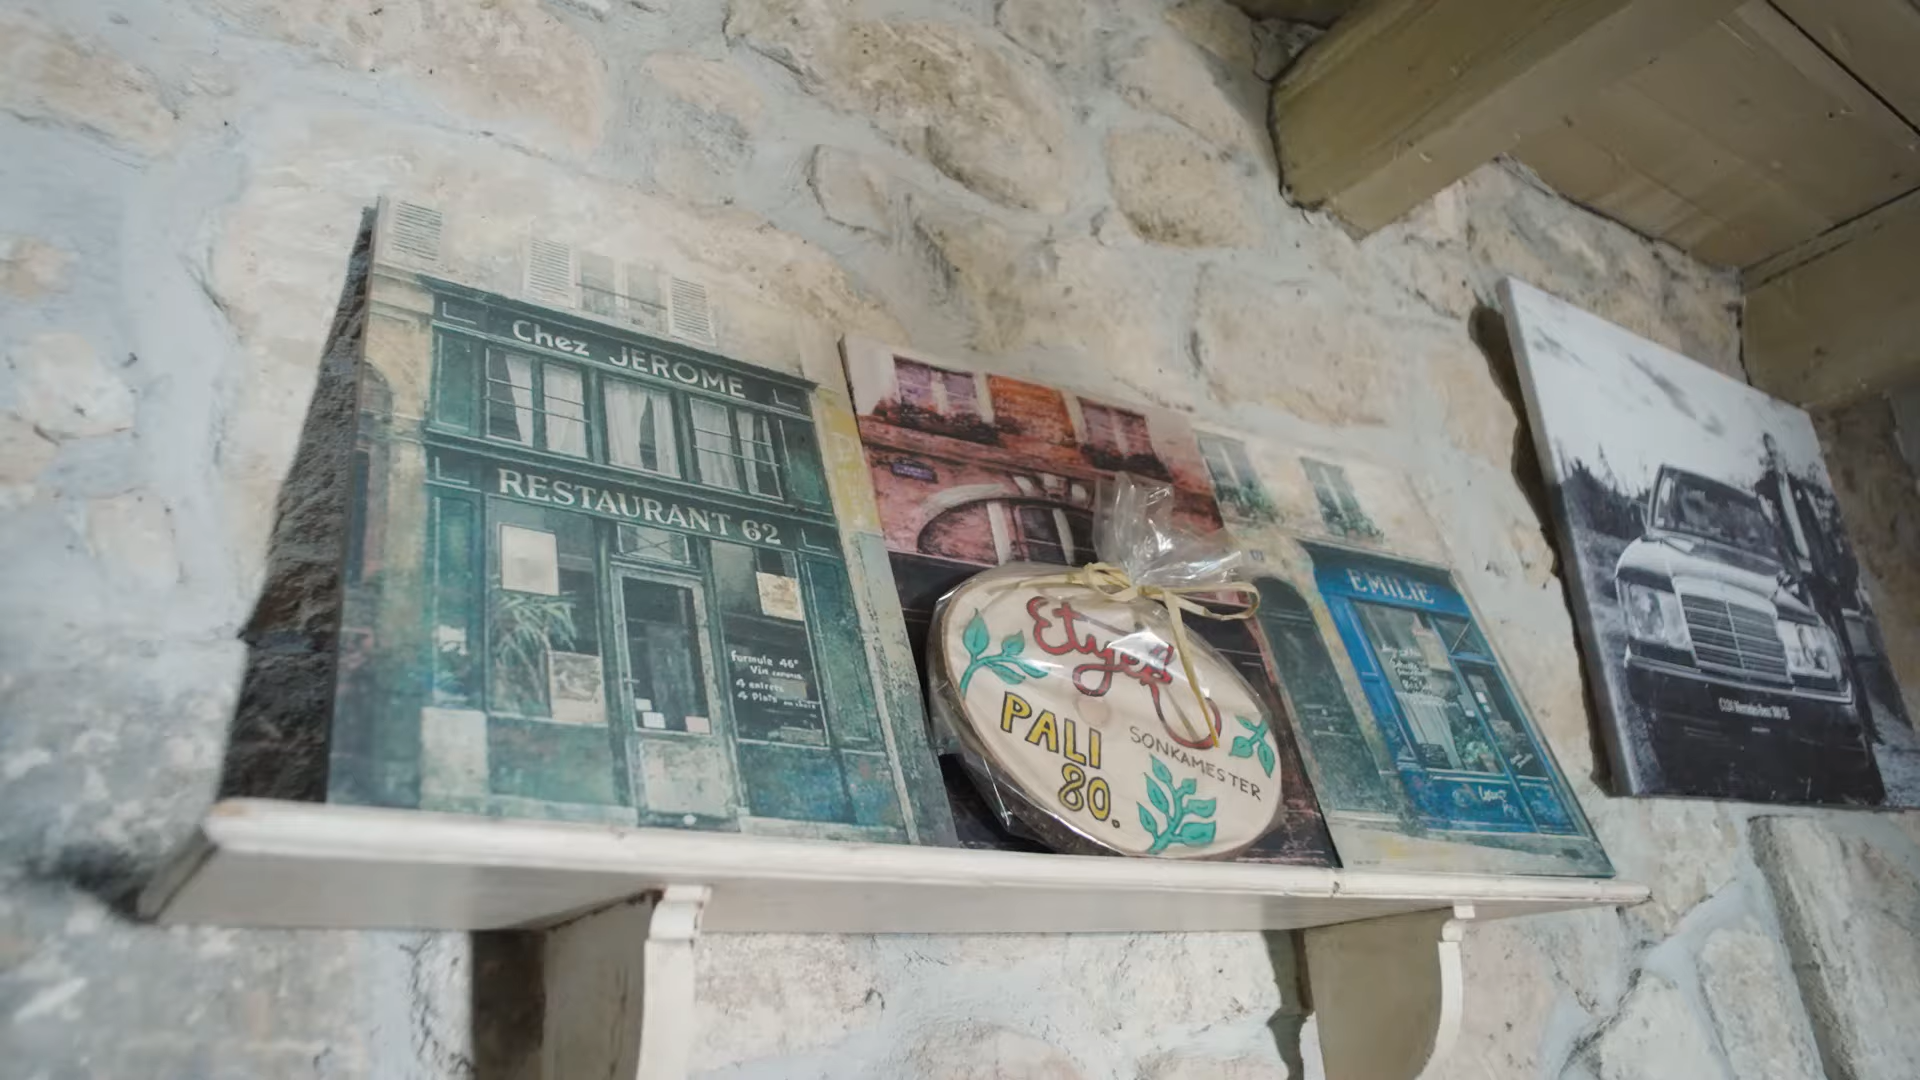 Chez JEROME
RESTAURANT 62
formule 46°
4 entrées
4 Plats
Etyek
PALI
80.
SONKAMESTER
EMILIE